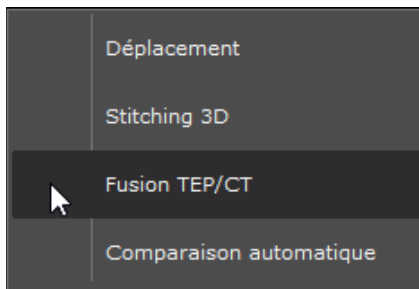 Déplacement
Stitching 3D
Fusion TEP/CT
Comparaison automatique